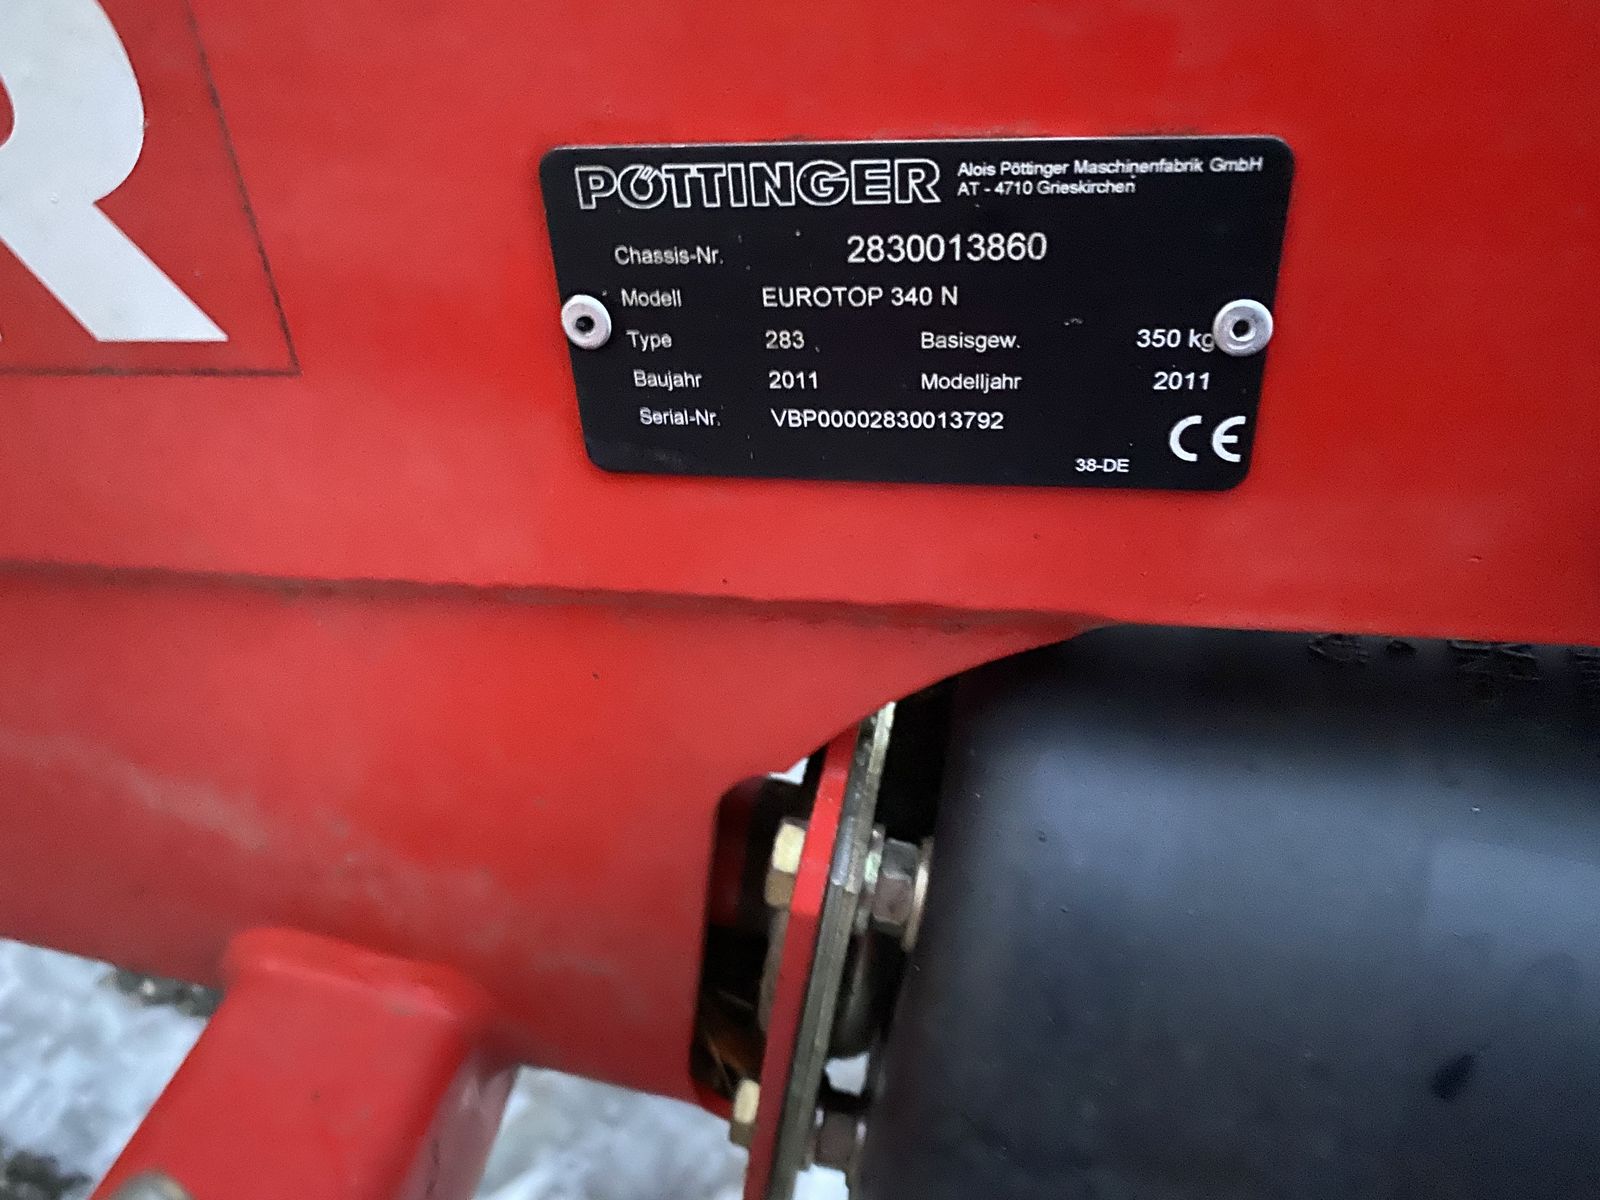 R
PÖTTINGER Alois Pöttinger Maschinenfabrik GmbH
AT - 4710 Grieskirchen
Chassis-Nr. 2830013860
Modell EUROTOP 340 N
Type 283 Basisgew. 350 kg
Baujahr 2011 Modelljahr 2011
Serial-Nr. VBP00002830013792
CE
38-DE